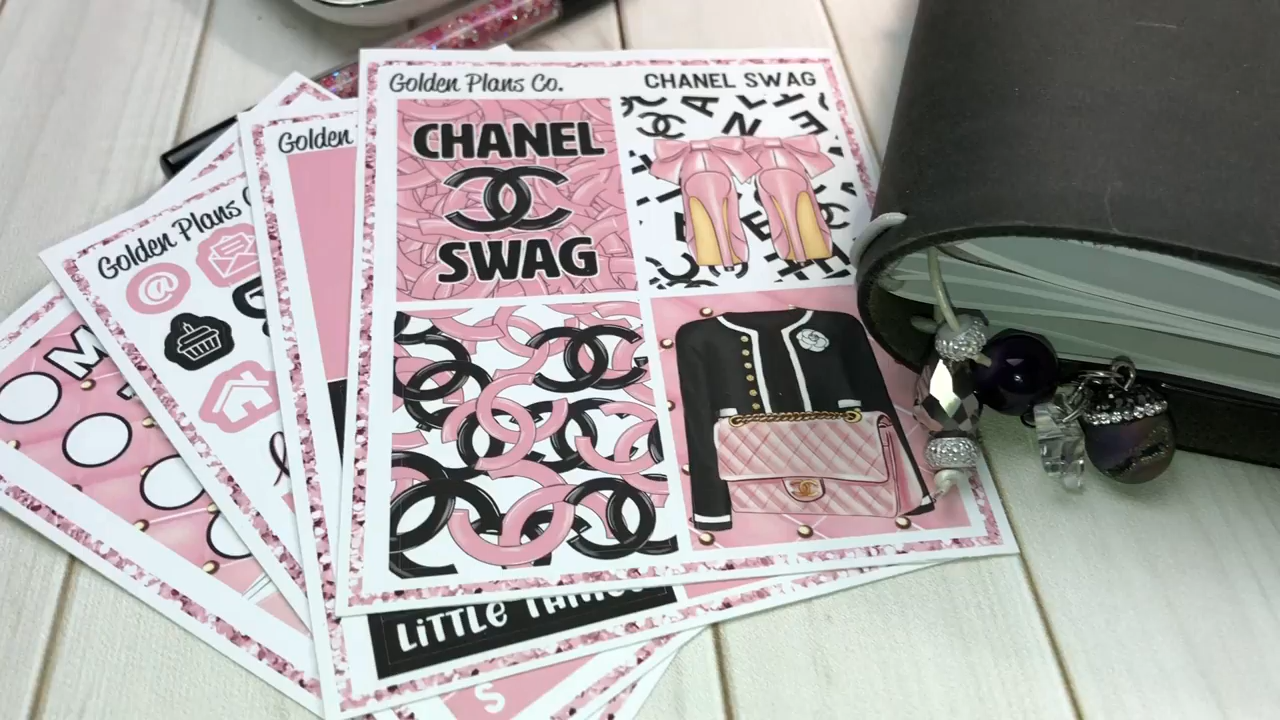 Golden Plans Co.
CHANEL SWAG
CHANEL
SWAG
Golden
Golden Plans
@
M
LiTTLE
S